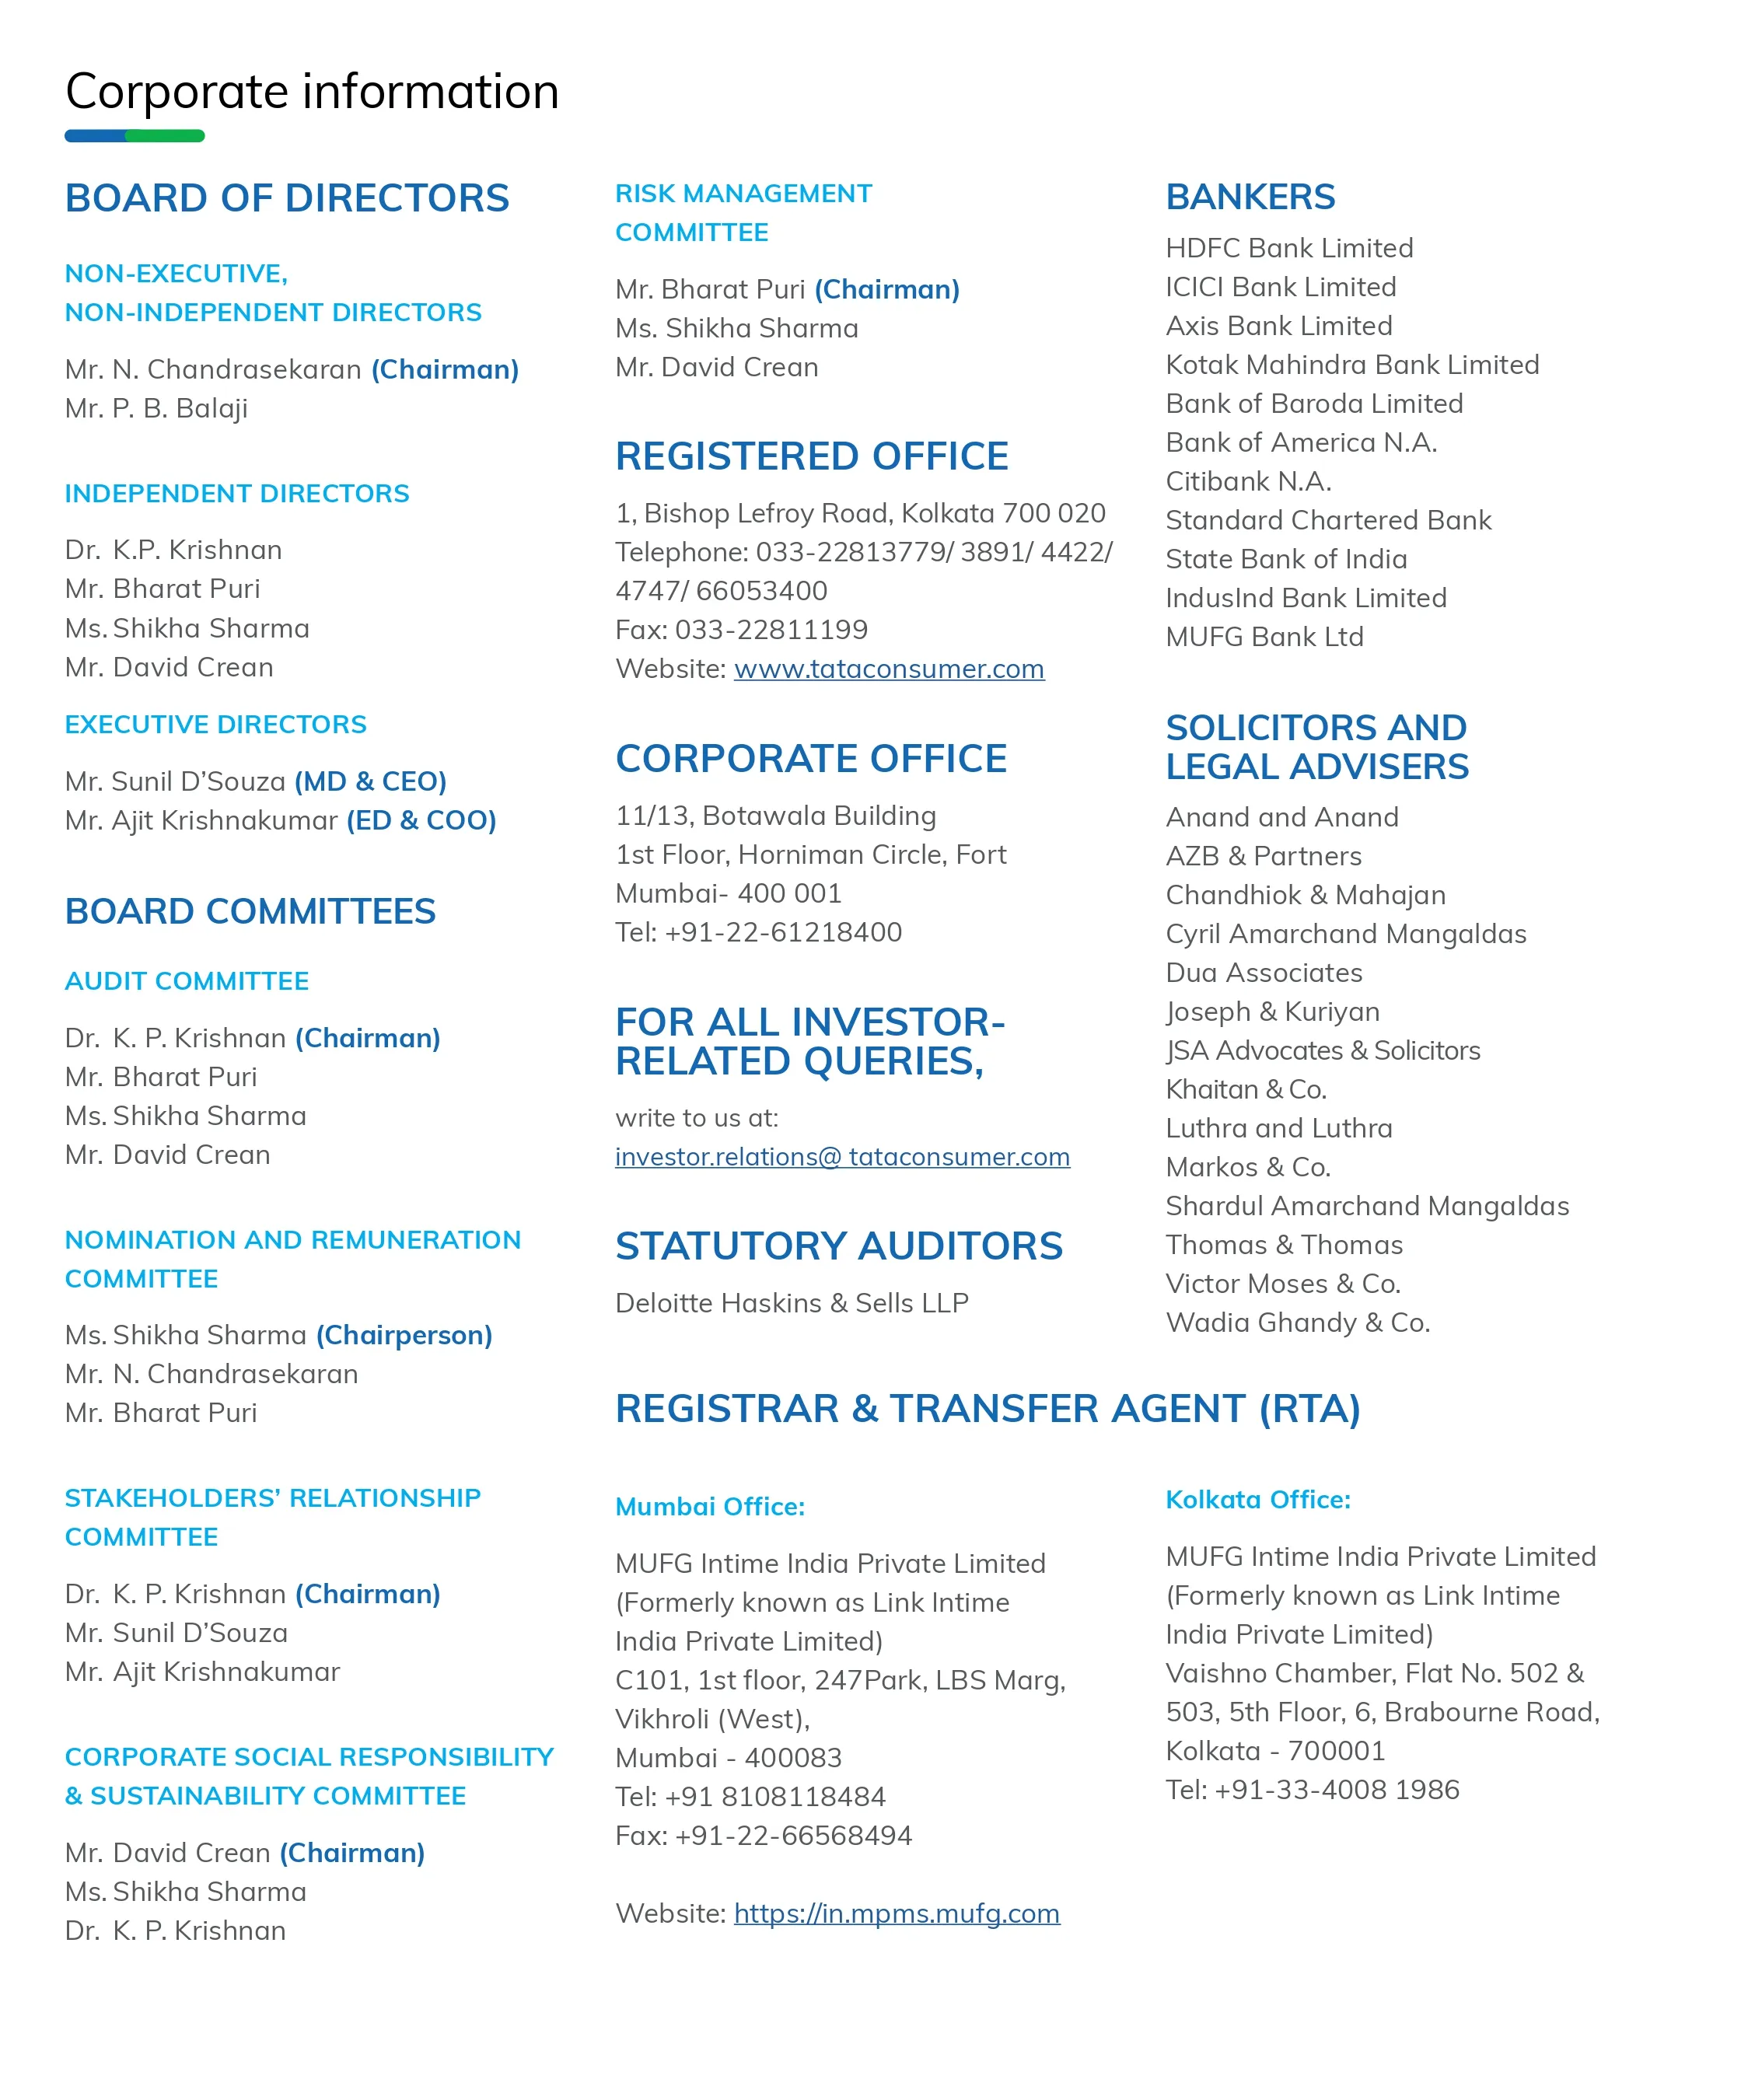 Corporate information
BOARD OF DIRECTORS
NON-EXECUTIVE,
NON-INDEPENDENT DIRECTORS
Mr. N. Chandrasekaran (Chairman)
Mr. P. B. Balaji
INDEPENDENT DIRECTORS
Dr. K.P. Krishnan
Mr. Bharat Puri
Ms. Shikha Sharma
Mr. David Crean
EXECUTIVE DIRECTORS
Mr. Sunil D’Souza (MD & CEO)
Mr. Ajit Krishnakumar (ED & COO)
BOARD COMMITTEES
AUDIT COMMITTEE
Dr. K. P. Krishnan (Chairman)
Mr. Bharat Puri
Ms. Shikha Sharma
Mr. David Crean
NOMINATION AND REMUNERATION
COMMITTEE
Ms. Shikha Sharma (Chairperson)
Mr. N. Chandrasekaran
Mr. Bharat Puri
STAKEHOLDERS’ RELATIONSHIP
COMMITTEE
Dr. K. P. Krishnan (Chairman)
Mr. Sunil D’Souza
Mr. Ajit Krishnakumar
CORPORATE SOCIAL RESPONSIBILITY
& SUSTAINABILITY COMMITTEE
Mr. David Crean (Chairman)
Ms. Shikha Sharma
Dr. K. P. Krishnan
RISK MANAGEMENT
COMMITTEE
Mr. Bharat Puri (Chairman)
Ms. Shikha Sharma
Mr. David Crean
REGISTERED OFFICE
1, Bishop Lefroy Road, Kolkata 700 020
Telephone: 033-22813779/ 3891/ 4422/
4747/ 66053400
Fax: 033-22811199
Website: www.tataconsumer.com
CORPORATE OFFICE
11/13, Botawala Building
1st Floor, Horniman Circle, Fort
Mumbai- 400 001
Tel: +91-22-61218400
FOR ALL INVESTOR-
RELATED QUERIES,
write to us at:
investor.relations@ tataconsumer.com
STATUTORY AUDITORS
Deloitte Haskins & Sells LLP
BANKERS
HDFC Bank Limited
ICICI Bank Limited
Axis Bank Limited
Kotak Mahindra Bank Limited
Bank of Baroda Limited
Bank of America N.A.
Citibank N.A.
Standard Chartered Bank
State Bank of India
IndusInd Bank Limited
MUFG Bank Ltd
SOLICITORS AND
LEGAL ADVISERS
Anand and Anand
AZB & Partners
Chandhiok & Mahajan
Cyril Amarchand Mangaldas
Dua Associates
Joseph & Kuriyan
JSA Advocates & Solicitors
Khaitan & Co.
Luthra and Luthra
Markos & Co.
Shardul Amarchand Mangaldas
Thomas & Thomas
Victor Moses & Co.
Wadia Ghandy & Co.
REGISTRAR & TRANSFER AGENT (RTA)
Mumbai Office:
MUFG Intime India Private Limited
(Formerly known as Link Intime
India Private Limited)
C101, 1st floor, 247Park, LBS Marg,
Vikhroli (West),
Mumbai - 400083
Tel: +91 8108118484
Fax: +91-22-66568494
Website: https://in.mpms.mufg.com
Kolkata Office:
MUFG Intime India Private Limited
(Formerly known as Link Intime
India Private Limited)
Vaishno Chamber, Flat No. 502 &
503, 5th Floor, 6, Brabourne Road,
Kolkata - 700001
Tel: +91-33-4008 1986